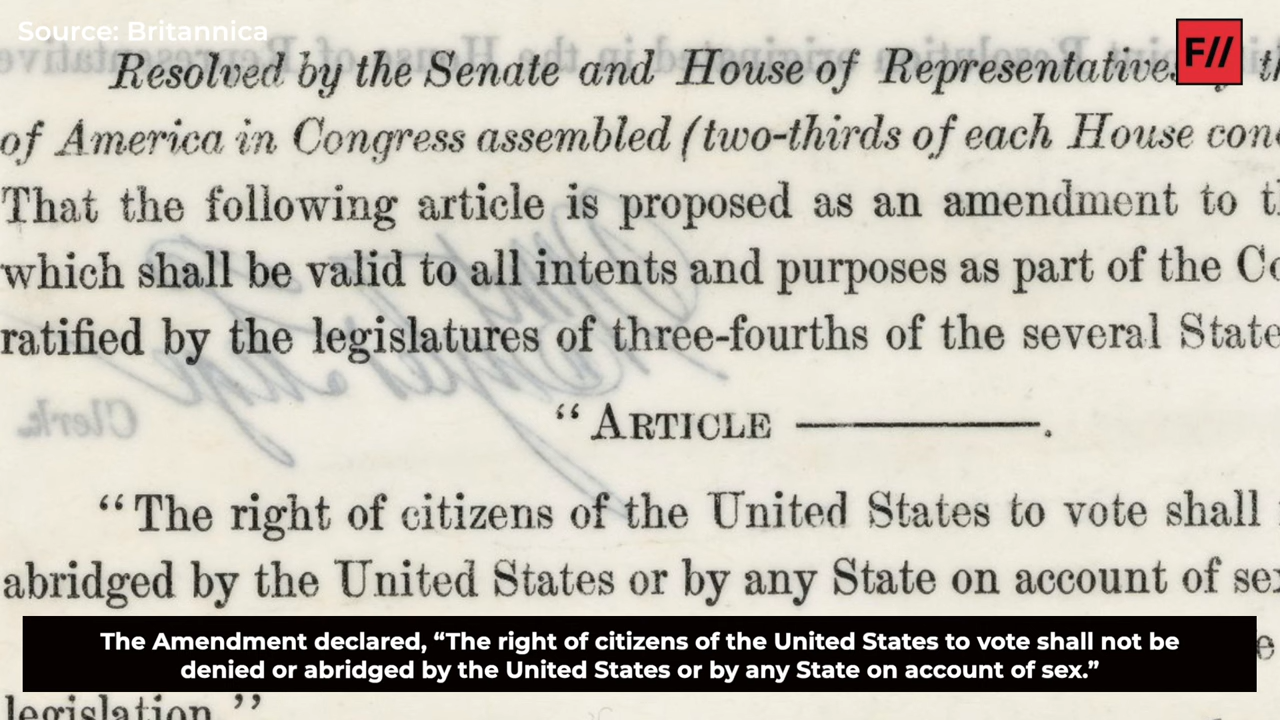 Source: Britannica
F//
Resolved by the Senate and House of Representatives
of America in Congress assembled (two-thirds of each House
That the following article is proposed as an amendment to
which shall be valid to all intents and purposes as part of the
ratified by the legislatures of three-fourths of the several
Clerk.
“ARTICLE ———.
“The right of citizens of the United States to vote shall
abridged by the United States or by any State on account of
The Amendment declared, “The right of citizens of the United States to vote shall not be
denied or abridged by the United States or by any State on account of sex.”
legislation.”